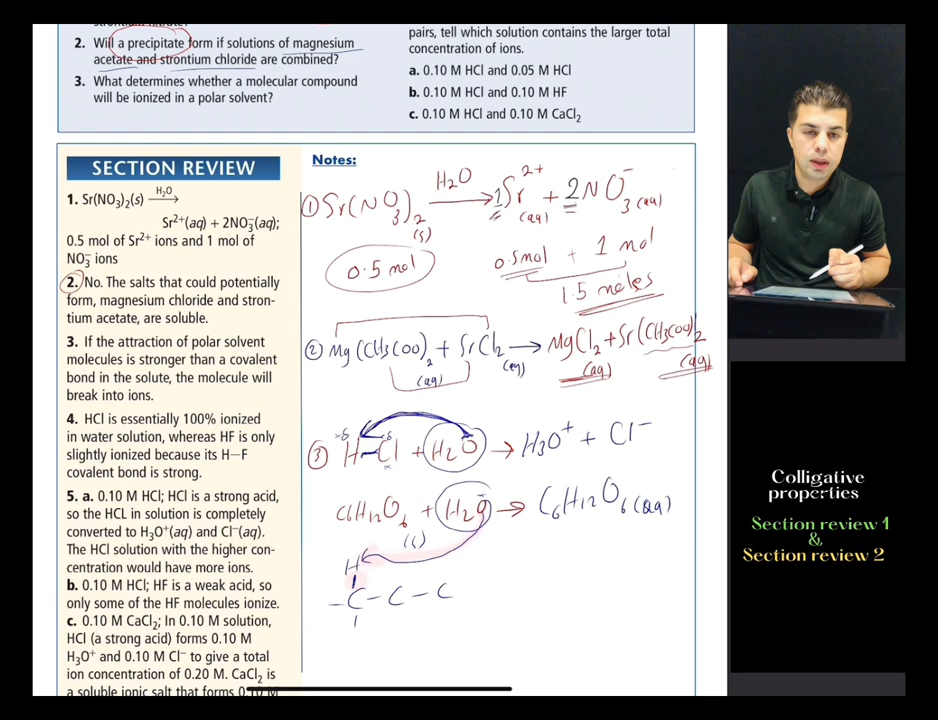 2. Will a precipitate form if solutions of magnesium
acetate and strontium chloride are combined?
3. What determines whether a molecular compound
will be ionized in a polar solvent?
pairs, tell which solution contains the larger total
concentration of ions.
a. 0.10 M HCl and 0.05 M HCl
b. 0.10 M HCl and 0.10 M HF
c. 0.10 M HCl and 0.10 M CaCl₂
SECTION REVIEW
1. Sr(NO₃)₂(s) —H₂O→
Sr²⁺(aq) + 2NO₃⁻(aq);
0.5 mol of Sr²⁺ ions and 1 mol of
NO₃⁻ ions
2. No. The salts that could potentially
form, magnesium chloride and stron-
tium acetate, are soluble.
3. If the attraction of polar solvent
molecules is stronger than a covalent
bond in the solute, the molecule will
break into ions.
4. HCl is essentially 100% ionized
in water solution, whereas HF is only
slightly ionized because its H—F
covalent bond is strong.
5. a. 0.10 M HCl; HCl is a strong acid,
so the HCL in solution is completely
converted to H₃O⁺(aq) and Cl⁻(aq).
The HCl solution with the higher con-
centration would have more ions.
b. 0.10 M HCl; HF is a weak acid, so
only some of the HF molecules ionize.
c. 0.10 M CaCl₂; In 0.10 M solution,
HCl (a strong acid) forms 0.10 M
H₃O⁺ and 0.10 M Cl⁻ to give a total
ion concentration of 0.20 M. CaCl₂ is
a soluble ionic salt that forms 0.10 M
Notes:
① Sr(NO₃)₂(s) —H₂O→ 1Sr²⁺(aq) + 2NO₃⁻(aq)
0.5 mol
0.5mol + 1 mol
1.5 moles
② Mg(CH₃COO)₂ + SrCl₂(aq) → MgCl₂(aq) + Sr(CH₃COO)₂(aq)
(aq)
③ H-Cl + H₂O → H₃O⁺ + Cl⁻
C₆H₁₂O₆(s) + H₂O → C₆H₁₂O₆(aq)
H
-C-C-C
Colligative
properties
Section review 1
&
Section review 2